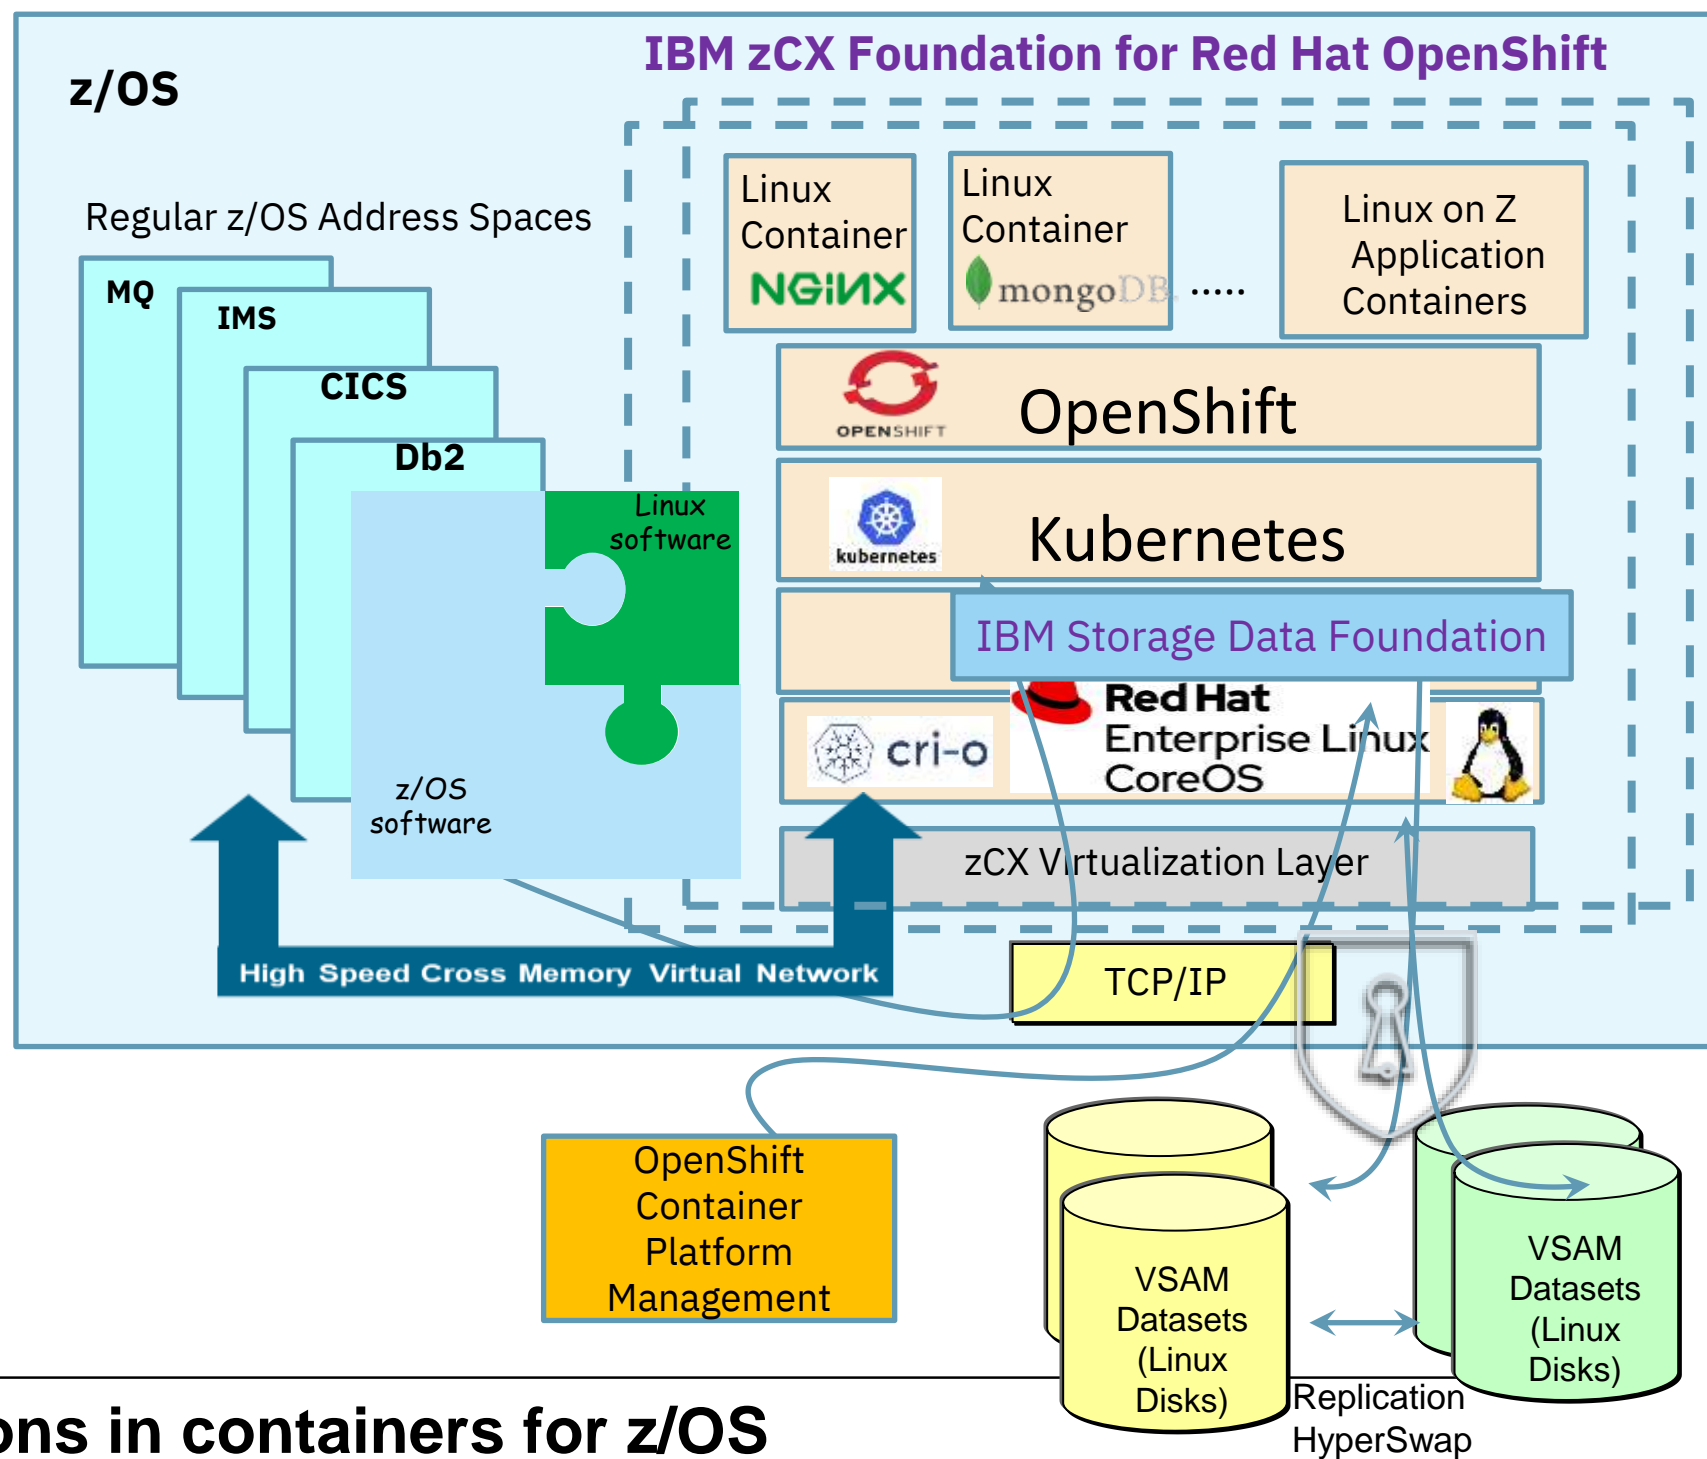 IBM zCX Foundation for Red Hat OpenShift
z/OS
Regular z/OS Address Spaces
MQ
IMS
CICS
Db2
Linux
software
z/OS
software
High Speed Cross Memory Virtual Network
Linux
Container
NGINX
Linux
Container
mongoDB.
.....
Linux on Z
Application
Containers
OPENSHIFT
OpenShift
kubernetes
Kubernetes
IBM Storage Data Foundation
cri-o
Red Hat
Enterprise Linux
CoreOS
zCX Virtualization Layer
TCP/IP
OpenShift
Container
Platform
Management
VSAM
Datasets
(Linux
Disks)
VSAM
Datasets
(Linux
Disks)
Replication
HyperSwap
ons in containers for z/OS